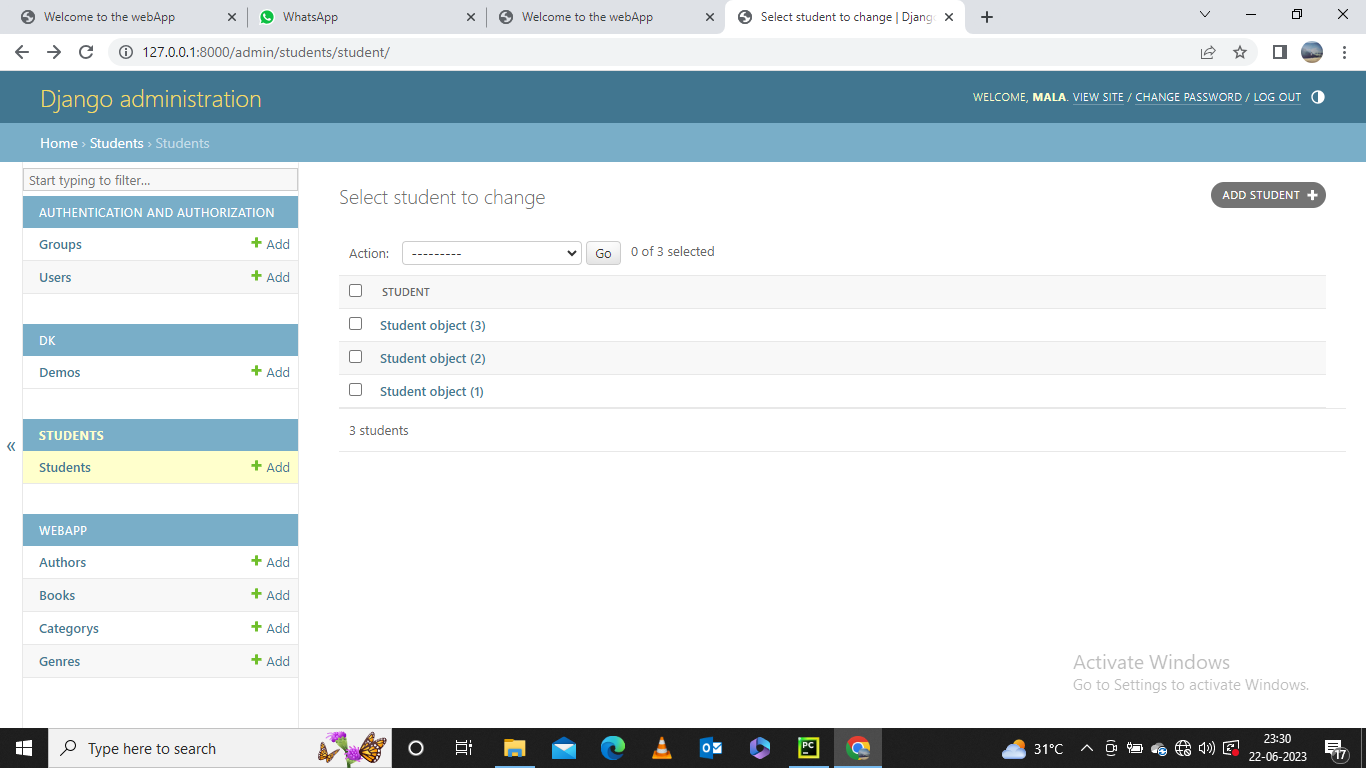 Welcome to the webApp
WhatsApp
Welcome to the webApp
Select student to change | Djang
127.0.0.1:8000/admin/students/student/
Django administration
WELCOME, MALA. VIEW SITE / CHANGE PASSWORD / LOG OUT
Home › Students › Students
Start typing to filter...
AUTHENTICATION AND AUTHORIZATION
Groups + Add
Users + Add
DK
Demos + Add
STUDENTS
Students + Add
WEBAPP
Authors + Add
Books + Add
Categorys + Add
Genres + Add
«
Select student to change
ADD STUDENT +
Action: --------- Go 0 of 3 selected
STUDENT
Student object (3)
Student object (2)
Student object (1)
3 students
Activate Windows
Go to Settings to activate Windows.
Type here to search
PC
31°C
23:30
22-06-2023
17